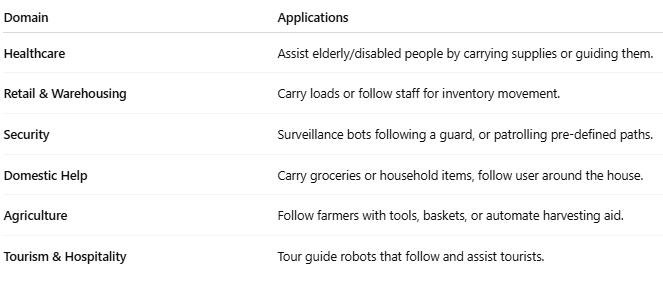 Domain Applications
Healthcare Assist elderly/disabled people by carrying supplies or guiding them.
Retail & Warehousing Carry loads or follow staff for inventory movement.
Security Surveillance bots following a guard, or patrolling pre-defined paths.
Domestic Help Carry groceries or household items, follow user around the house.
Agriculture Follow farmers with tools, baskets, or automate harvesting aid.
Tourism & Hospitality Tour guide robots that follow and assist tourists.